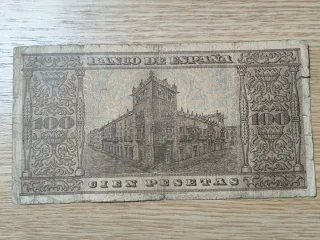 BANCO DE ESPAÑA
100 100
CIEN PESETAS